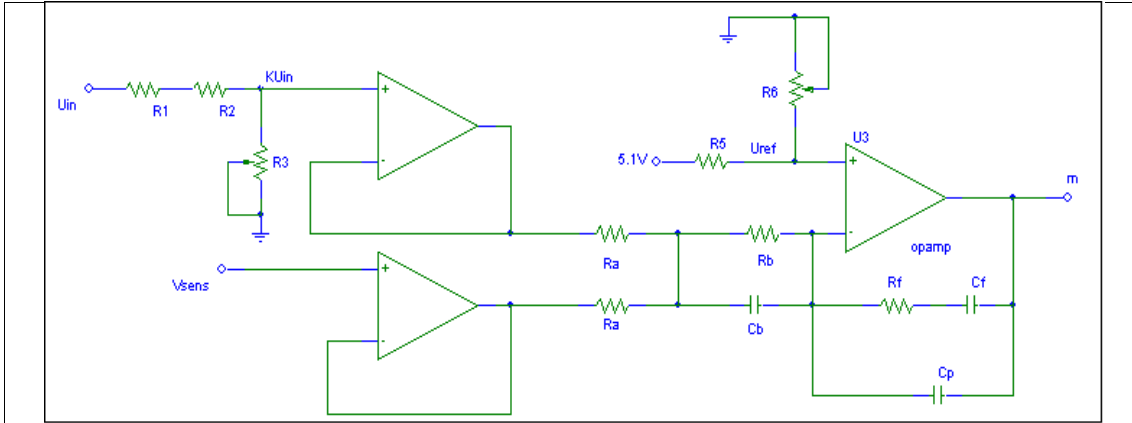 KUin
Uin
R1
R2
R3
R6
5.1V
R5
Uref
U3
m
Vsens
Ra
Rb
opamp
Ra
Cb
Rf
Cf
Cp
+
-
+
-
+
-